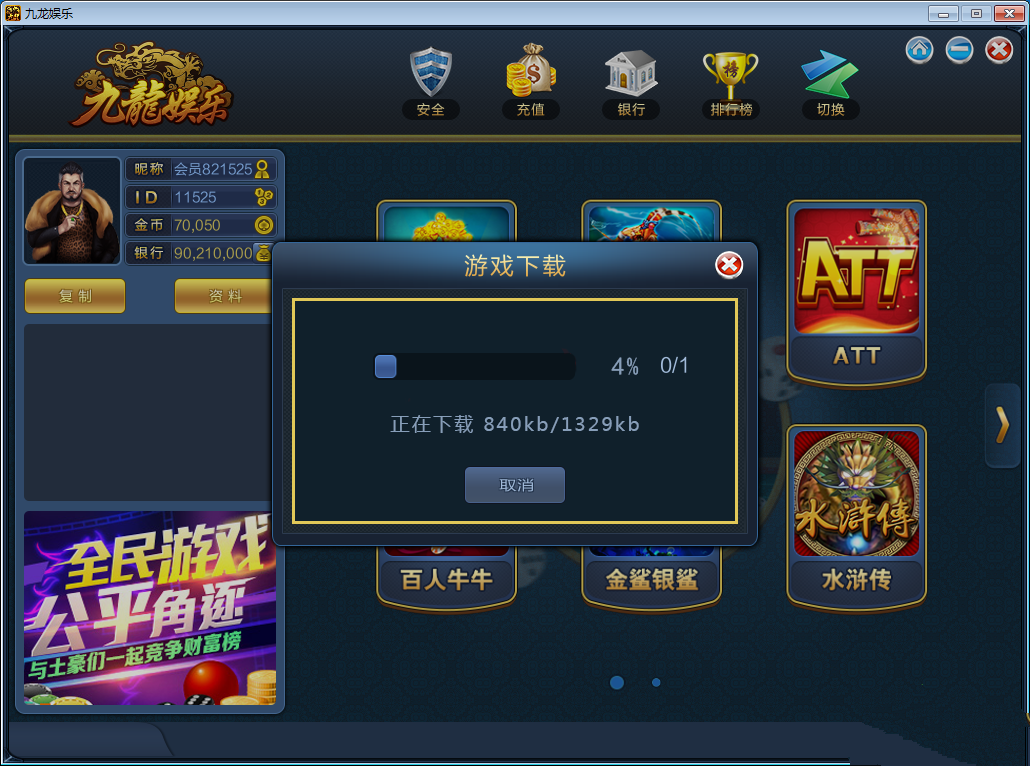 九龙娱乐
九龍娱乐
安全
充值
银行
排行榜
切换
昵称 会员821525
ID 11525
金币 70,050
银行 90,210,000
复制
资料
游戏下载
4% 0/1
正在下载 840kb/1329kb
取消
ATT
ATT
水滸傳
百人牛牛
金鲨银鲨
水浒传
全民游戏
公平角逐
与土豪们一起竞争财富榜